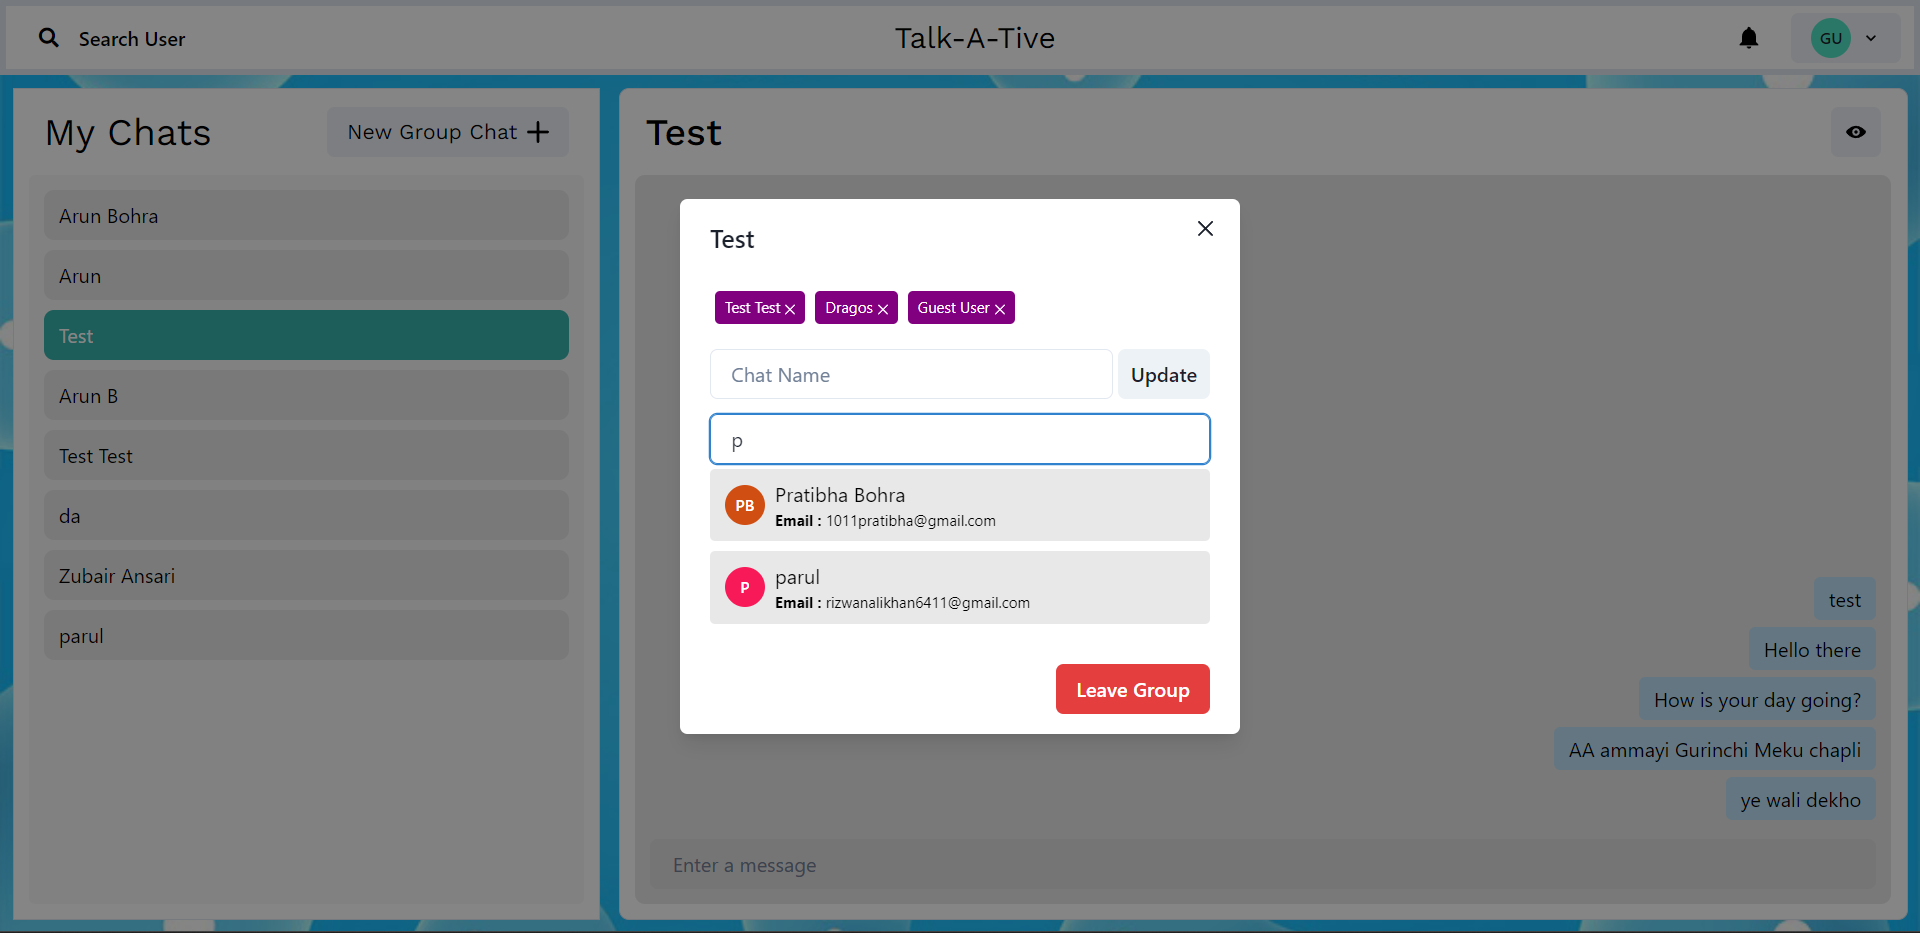 Search User
Talk-A-Tive
GU
My Chats
New Group Chat
Arun Bohra
Arun
Test
Arun B
Test Test
da
Zubair Ansari
parul
Test
test
Hello there
How is your day going?
AA ammayi Gurinchi Meku chapli
ye wali dekho
Enter a message
Test
Test Test
Dragos
Guest User
Chat Name
Update
p
PB
Pratibha Bohra
Email : 1011pratibha@gmail.com
P
parul
Email : rizwanalikhan6411@gmail.com
Leave Group